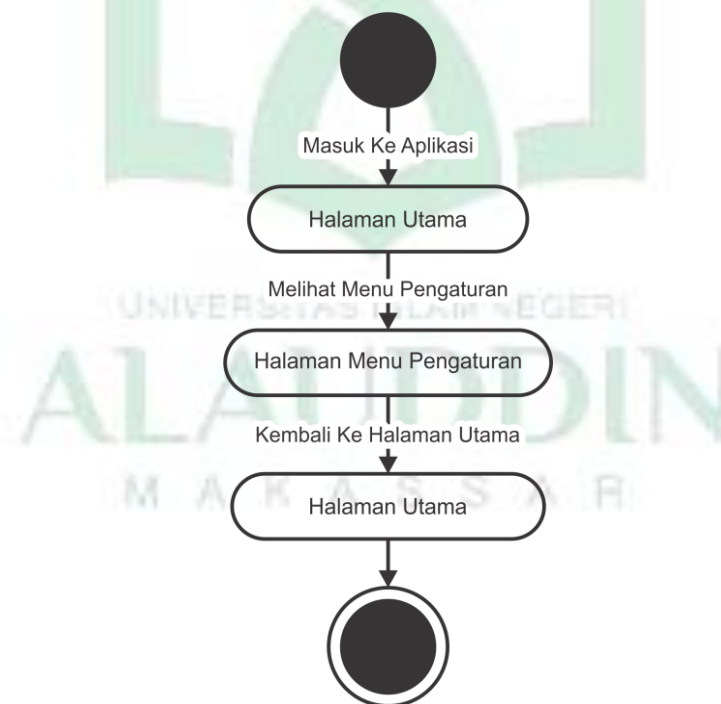 Masuk Ke Aplikasi
Halaman Utama
Melihat Menu Pengaturan
UNIVERSITAS ISLAM NEGERI
Halaman Menu Pengaturan
ALAUDDIN
Kembali Ke Halaman Utama
MAKASSAR
Halaman Utama